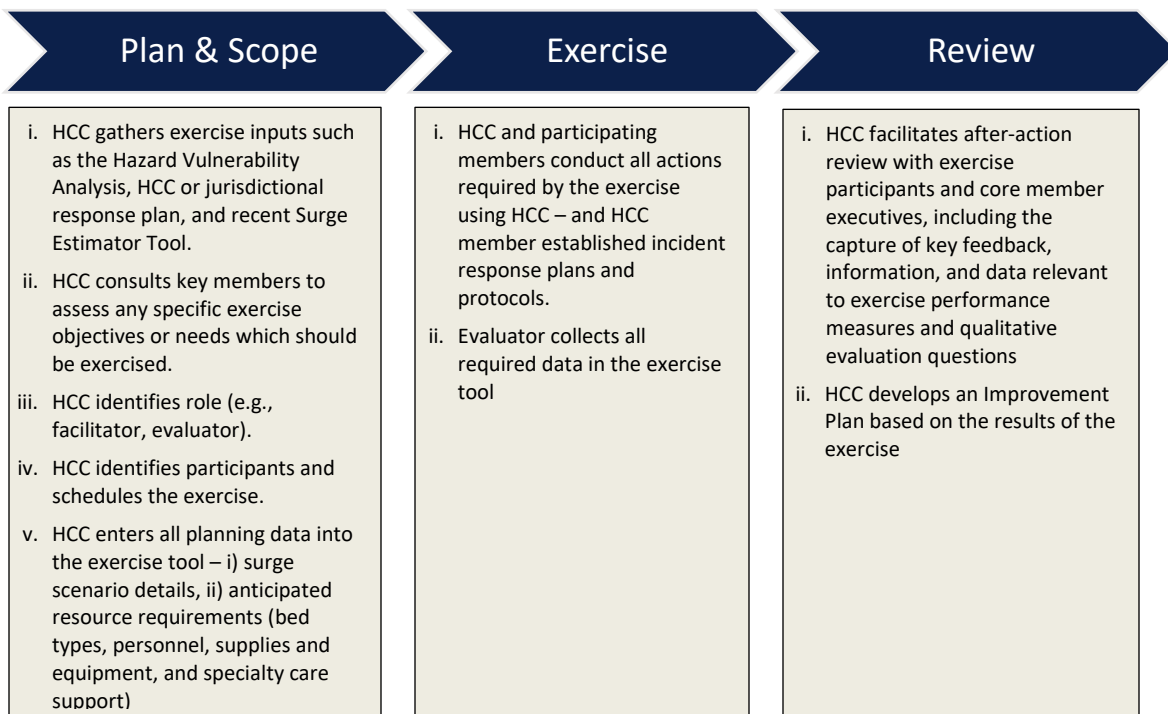 Plan & Scope
i. HCC gathers exercise inputs such
as the Hazard Vulnerability
Analysis, HCC or jurisdictional
response plan, and recent Surge
Estimator Tool.
ii. HCC consults key members to
assess any specific exercise
objectives or needs which should
be exercised.
iii. HCC identifies role (e.g.,
facilitator, evaluator).
iv. HCC identifies participants and
schedules the exercise.
v. HCC enters all planning data into
the exercise tool – i) surge
scenario details, ii) anticipated
resource requirements (bed
types, personnel, supplies and
equipment, and specialty care
support)
Exercise
i. HCC and participating
members conduct all actions
required by the exercise
using HCC – and HCC
member established incident
response plans and
protocols.
ii. Evaluator collects all
required data in the exercise
tool
Review
i. HCC facilitates after-action
review with exercise
participants and core member
executives, including the
capture of key feedback,
information, and data relevant
to exercise performance
measures and qualitative
evaluation questions
ii. HCC develops an Improvement
Plan based on the results of the
exercise